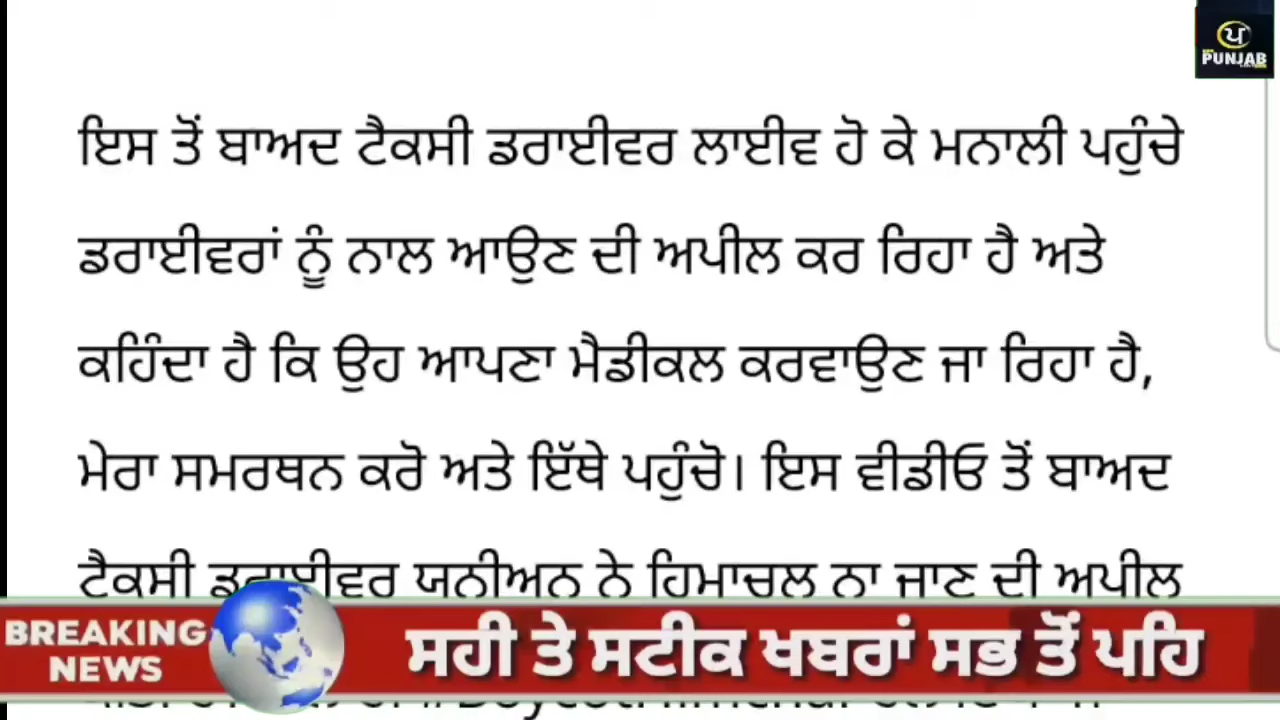 ਪ
PUNJAB
ਇਸ ਤੋਂ ਬਾਅਦ ਟੈਕਸੀ ਡਰਾਈਵਰ ਲਾਈਵ ਹੋ ਕੇ ਮਨਾਲੀ ਪਹੁੰਚੇ
ਡਰਾਈਵਰਾਂ ਨੂੰ ਨਾਲ ਆਉਣ ਦੀ ਅਪੀਲ ਕਰ ਰਿਹਾ ਹੈ ਅਤੇ
ਕਹਿੰਦਾ ਹੈ ਕਿ ਉਹ ਆਪਣਾ ਮੈਡੀਕਲ ਕਰਵਾਉਣ ਜਾ ਰਿਹਾ ਹੈ,
ਮੇਰਾ ਸਮਰਥਨ ਕਰੋ ਅਤੇ ਇੱਥੇ ਪਹੁੰਚੋ। ਇਸ ਵੀਡੀਓ ਤੋਂ ਬਾਅਦ
ਟੈਕਸੀ ਡਰਾਈਵਰ ਯੂਨੀਅਨ ਨੇ ਹਿਮਾਚਲ ਨਾ ਜਾਣ ਦੀ ਅਪੀਲ
BREAKING
NEWS
ਸਹੀ ਤੇ ਸਟੀਕ ਖਬਰਾਂ ਸਭ ਤੋਂ ਪਹਿ